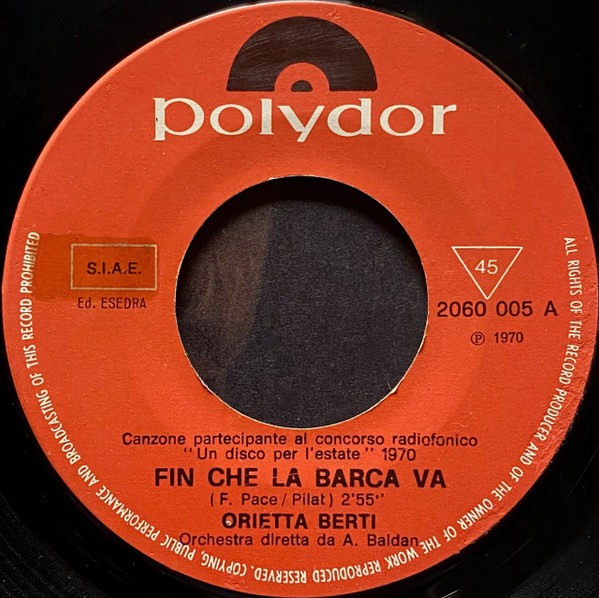 polydor
S.I.A.E.
Ed. ESEDRA
45
2060 005 A
℗ 1970
Canzone partecipante al concorso radiofonico
"Un disco per l'estate" 1970
FIN CHE LA BARCA VA
(F. Pace/Pilat) 2'55"
ORIETTA BERTI
Orchestra diretta da A. Baldan
ALL RIGHTS OF THE RECORD PRODUCER AND OF THE OWNER OF THE WORK REPRODUCED RESERVED. COPYING, PUBLIC PERFORMANCE AND BROADCASTING OF THIS RECORD PROHIBITED